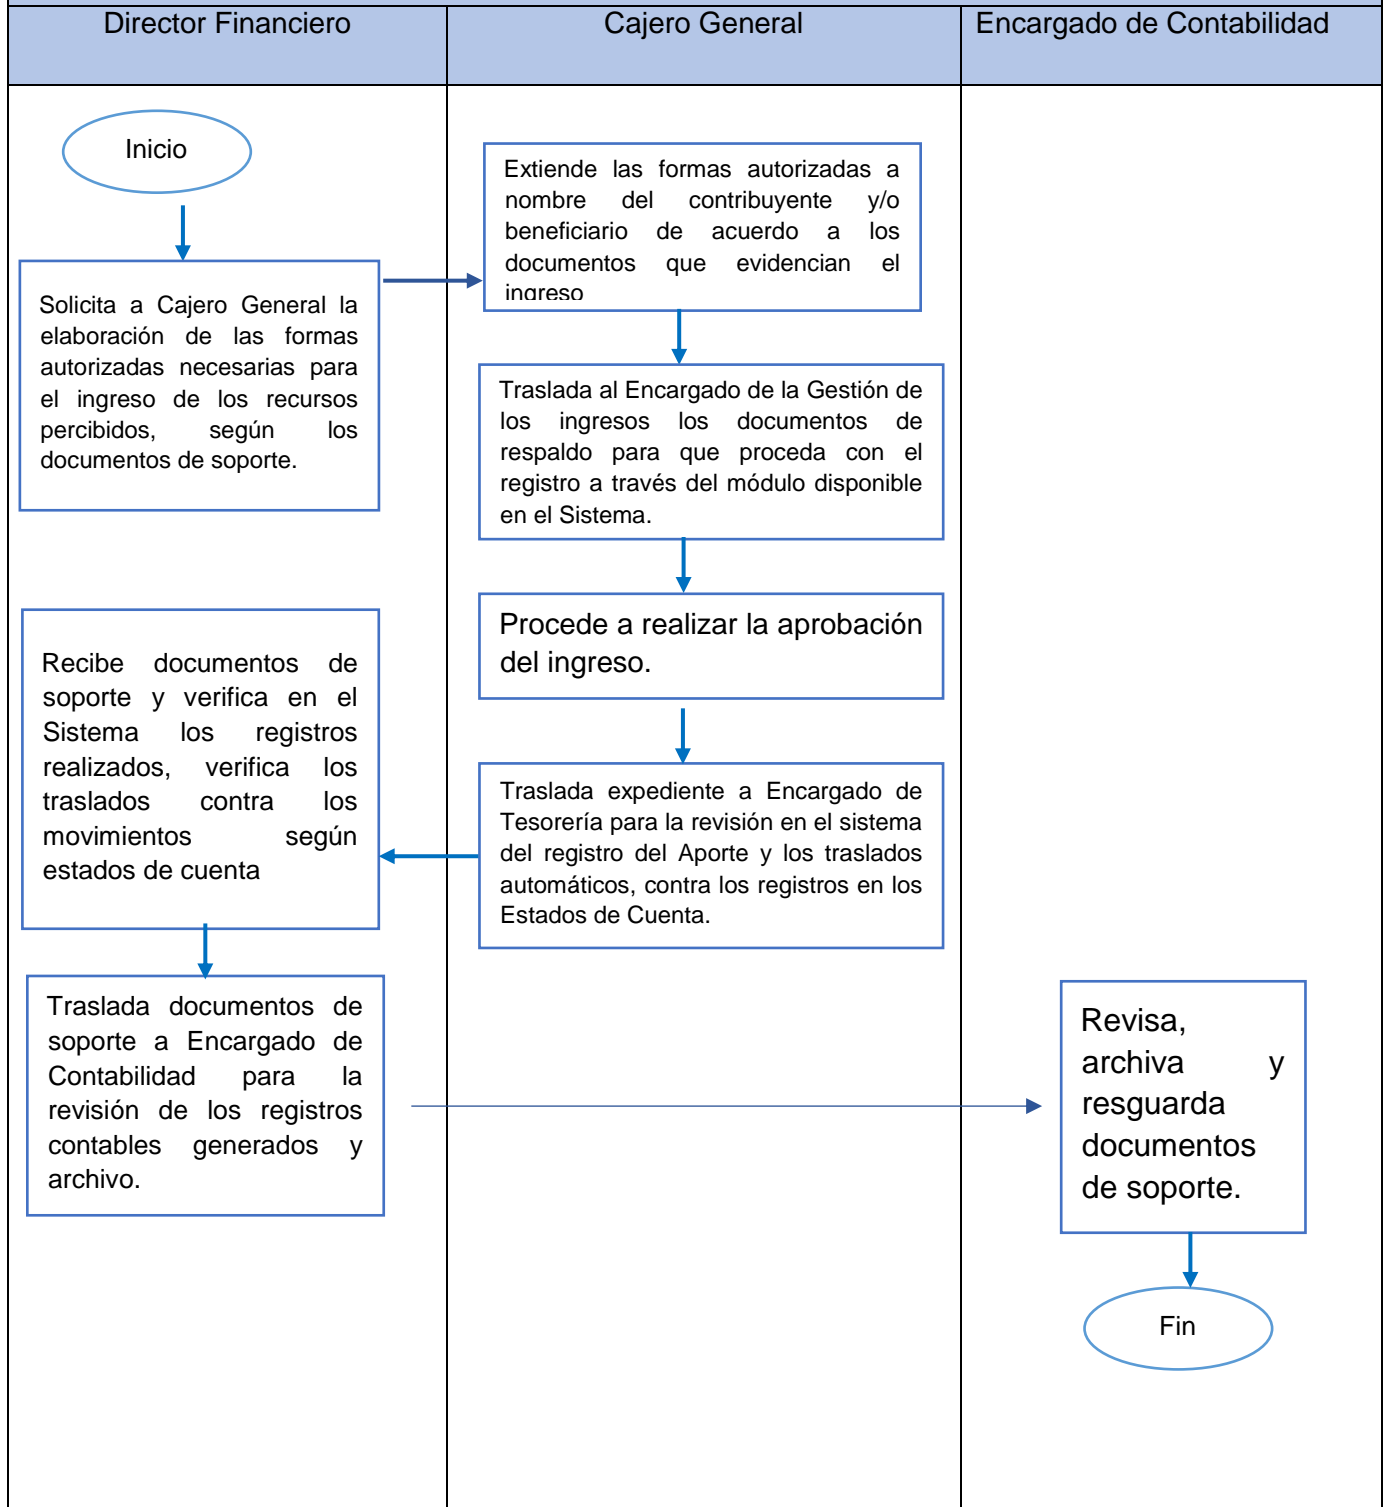 Director Financiero
Cajero General
Encargado de Contabilidad
Inicio
Solicita a Cajero General la
elaboración de las formas
autorizadas necesarias para
el ingreso de los recursos
percibidos, según los
documentos de soporte.
Extiende las formas autorizadas a
nombre del contribuyente y/o
beneficiario de acuerdo a los
documentos que evidencian el
ingreso
Traslada al Encargado de la Gestión de
los ingresos los documentos de
respaldo para que proceda con el
registro a través del módulo disponible
en el Sistema.
Procede a realizar la aprobación
del ingreso.
Traslada expediente a Encargado de
Tesorería para la revisión en el sistema
del registro del Aporte y los traslados
automáticos, contra los registros en los
Estados de Cuenta.
Recibe documentos de
soporte y verifica en el
Sistema los registros
realizados, verifica los
traslados contra los
movimientos según
estados de cuenta
Traslada documentos de
soporte a Encargado de
Contabilidad para la
revisión de los registros
contables generados y
archivo.
Revisa,
archiva y
resguarda
documentos
de soporte.
Fin